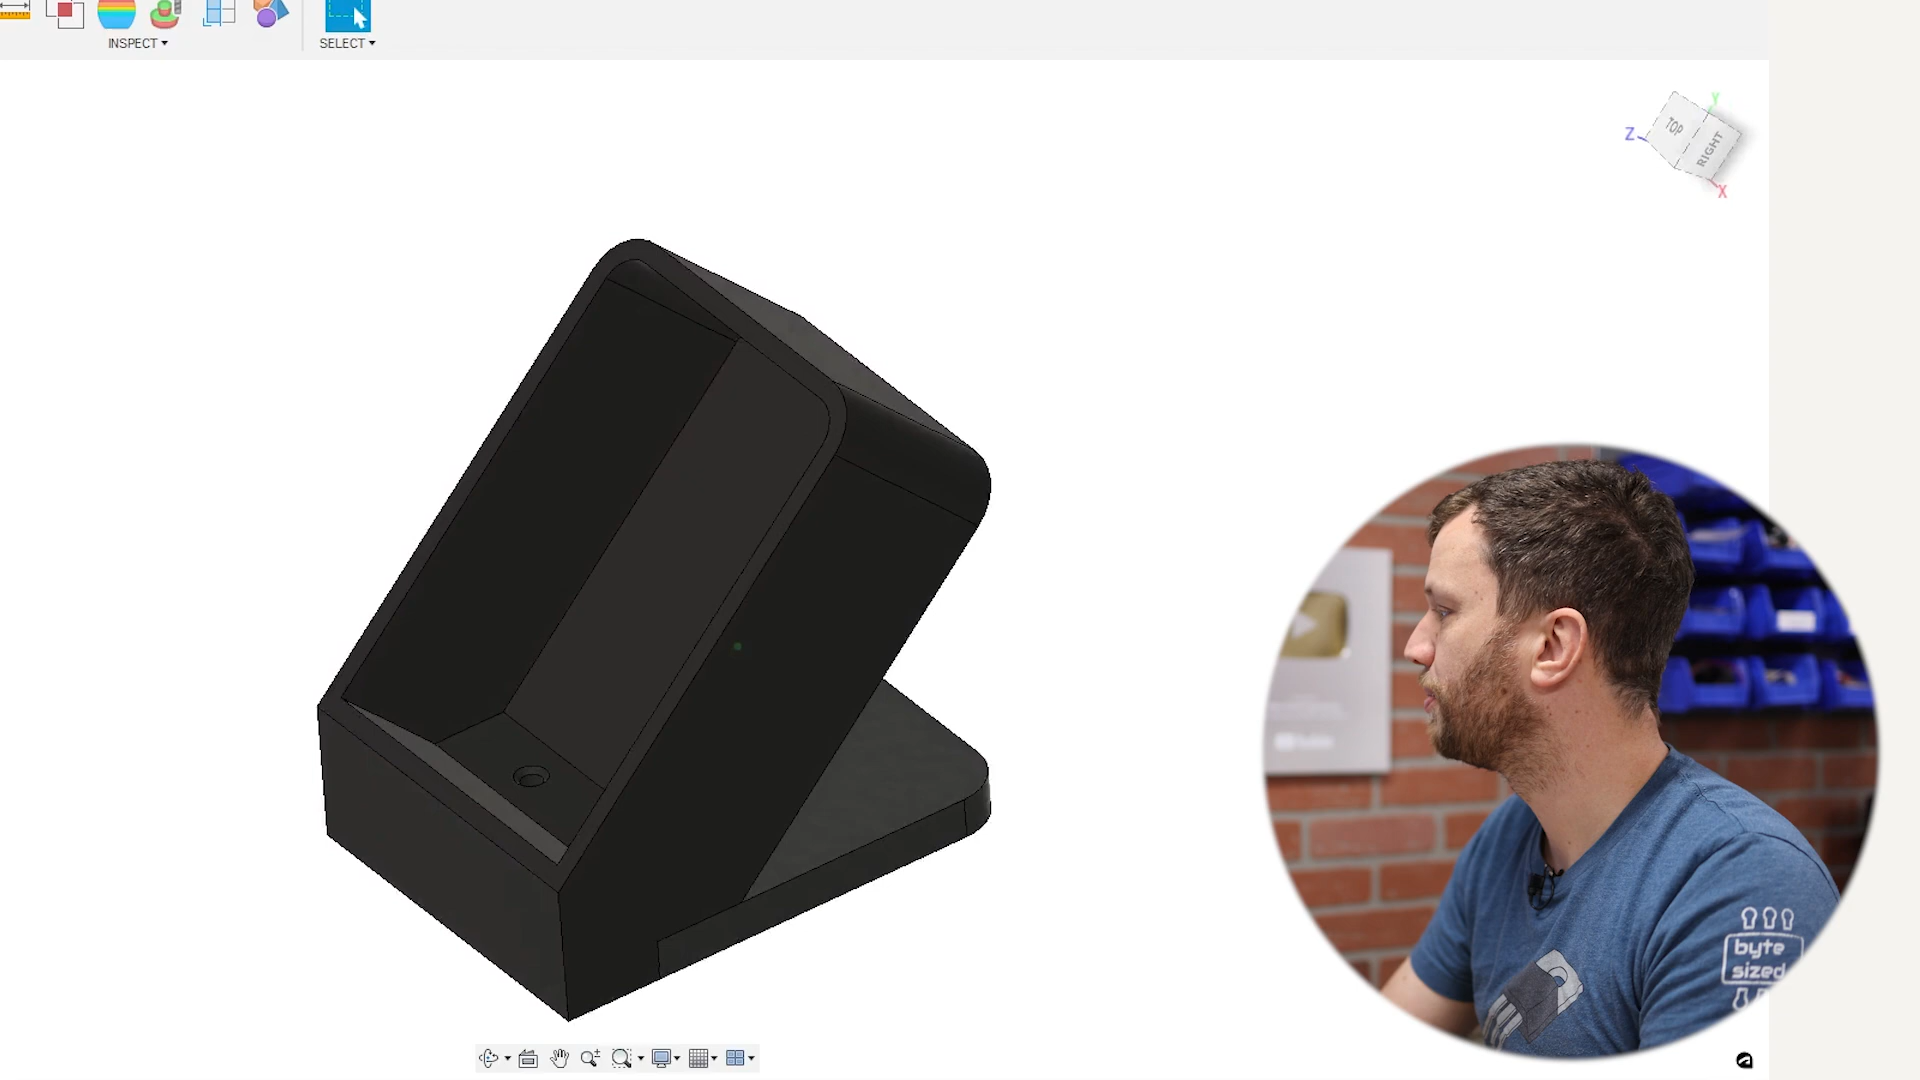 INSPECT
SELECT
Y
Z
TOP
RIGHT
X
byte
sized